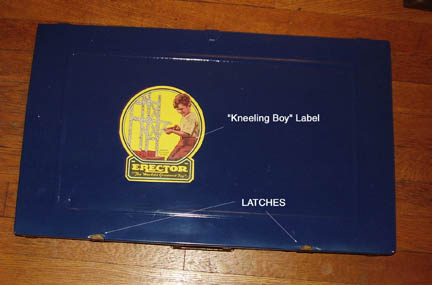 "Kneeling Boy" Label
ERECTOR
"The World's Greatest Toy"
LATCHES